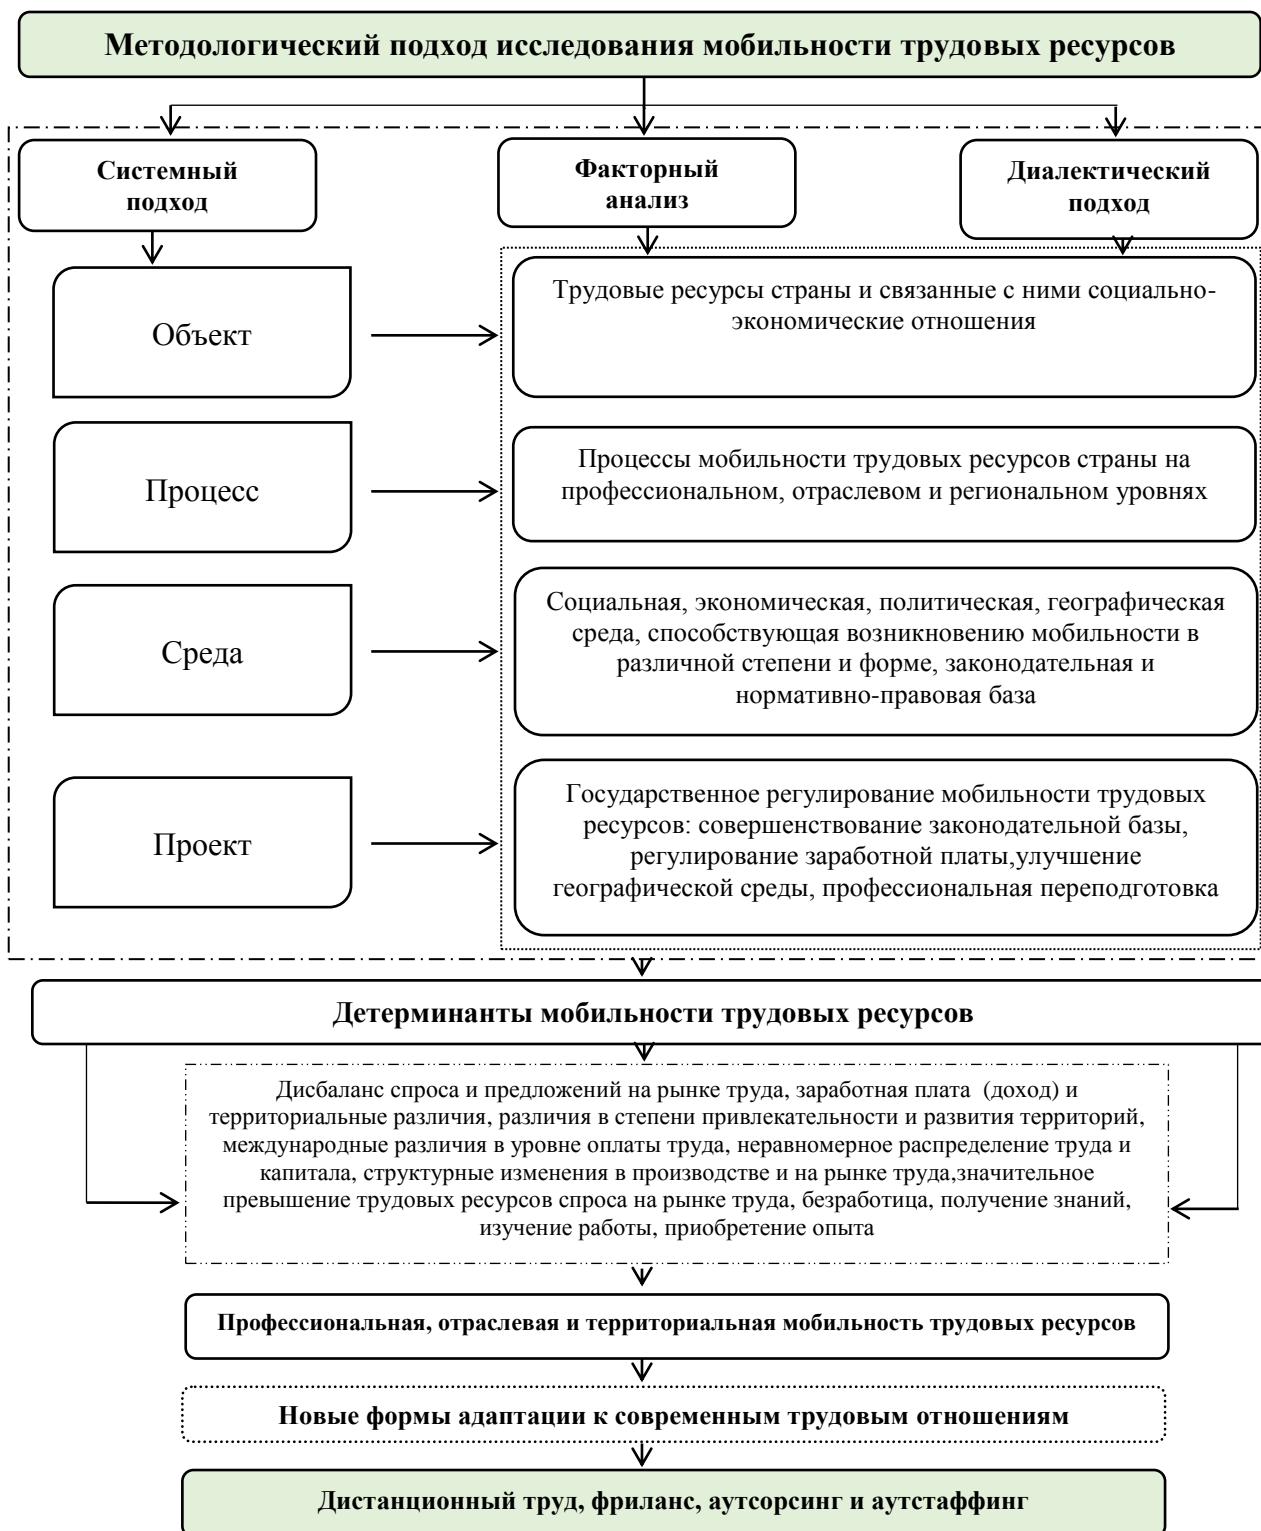 Методологический подход исследования мобильности трудовых ресурсов
Системный
подход
Факторный
анализ
Диалектический
подход
Объект
Трудовые ресурсы страны и связанные с ними социально-
экономические отношения
Процесс
Процессы мобильности трудовых ресурсов страны на
профессиональном, отраслевом и региональном уровнях
Среда
Социальная, экономическая, политическая, географическая
среда, способствующая возникновению мобильности в
различной степени и форме, законодательная и
нормативно-правовая база
Проект
Государственное регулирование мобильности трудовых
ресурсов: совершенствование законодательной базы,
регулирование заработной платы,улучшение
географической среды, профессиональная переподготовка
Детерминанты мобильности трудовых ресурсов
Дисбаланс спроса и предложений на рынке труда, заработная плата (доход) и
территориальные различия, различия в степени привлекательности и развития территорий,
международные различия в уровне оплаты труда, неравномерное распределение труда и
капитала, структурные изменения в производстве и на рынке труда,значительное
превышение трудовых ресурсов спроса на рынке труда, безработица, получение знаний,
изучение работы, приобретение опыта
Профессиональная, отраслевая и территориальная мобильность трудовых ресурсов
Новые формы адаптации к современным трудовым отношениям
Дистанционный труд, фриланс, аутсорсинг и аутстаффинг